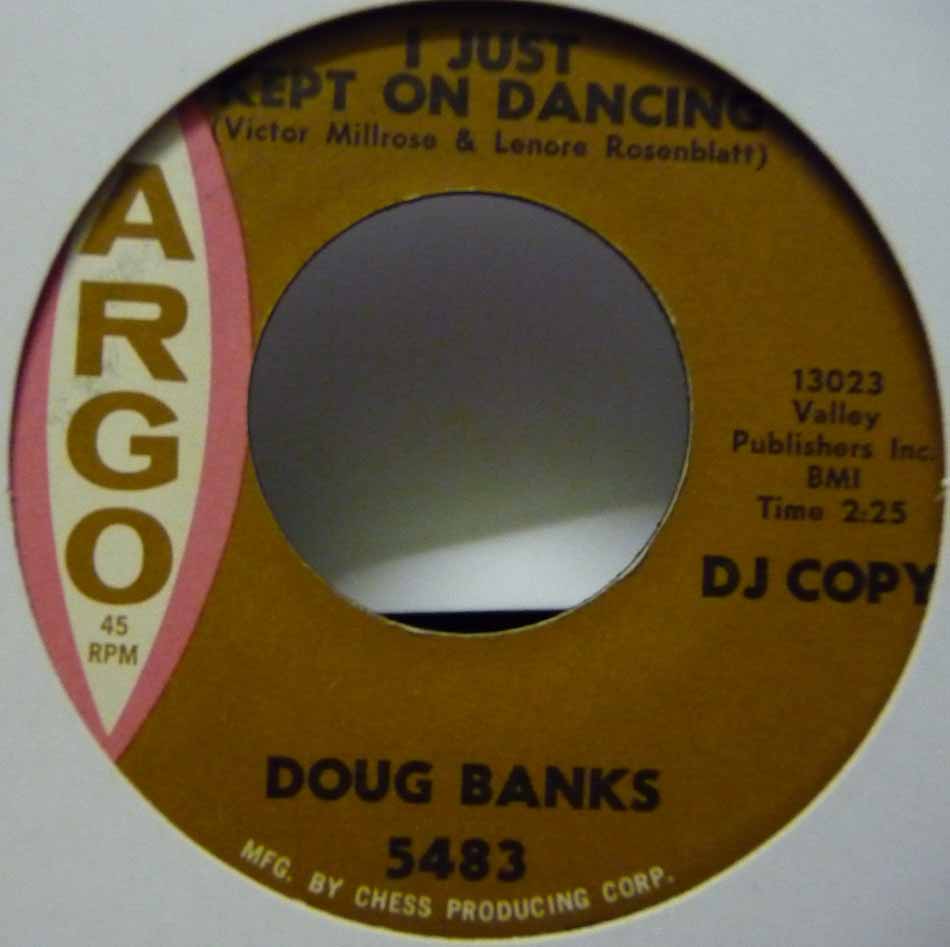 I JUST
KEPT ON DANCING
(Victor Millrose & Lenore Rosenblatt)
ARGO
45
RPM
13023
Valley
Publishers Inc.
BMI
Time 2:25
DJ COPY
DOUG BANKS
5483
MFG. BY CHESS PRODUCING CORP.